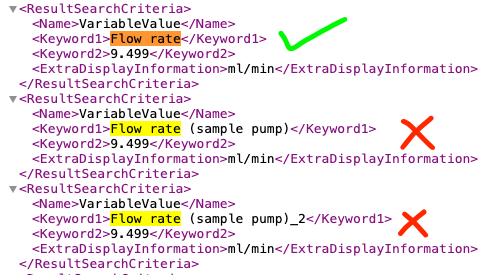 <ResultSearchCriteria>
<Name>VariableValue</Name>
<Keyword1>Flow rate</Keyword1>
<Keyword2>9.499</Keyword2>
<ExtraDisplayInformation>ml/min</ExtraDisplayInformation>
</ResultSearchCriteria>
<ResultSearchCriteria>
<Name>VariableValue</Name>
<Keyword1>Flow rate (sample pump)</Keyword1>
<Keyword2>9.499</Keyword2>
<ExtraDisplayInformation>ml/min</ExtraDisplayInformation>
</ResultSearchCriteria>
<ResultSearchCriteria>
<Name>VariableValue</Name>
<Keyword1>Flow rate (sample pump)_2</Keyword1>
<Keyword2>9.499</Keyword2>
<ExtraDisplayInformation>ml/min</ExtraDisplayInformation>
</ResultSearchCriteria>